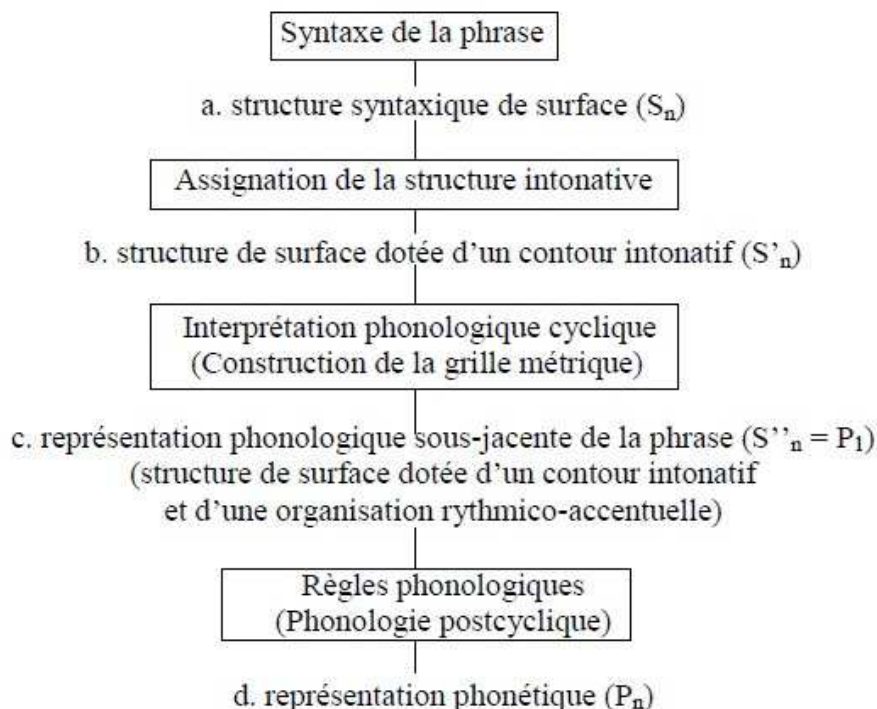 Syntaxe de la phrase
a. structure syntaxique de surface (Sₙ)
Assignation de la structure intonative
b. structure de surface dotée d’un contour intonatif (S’ₙ)
Interprétation phonologique cyclique
(Construction de la grille métrique)
c. représentation phonologique sous-jacente de la phrase (S’’ₙ = P₁)
(structure de surface dotée d’un contour intonatif
et d’une organisation rythmico-accentuelle)
Règles phonologiques
(Phonologie postcyclique)
d. représentation phonétique (Pₙ)